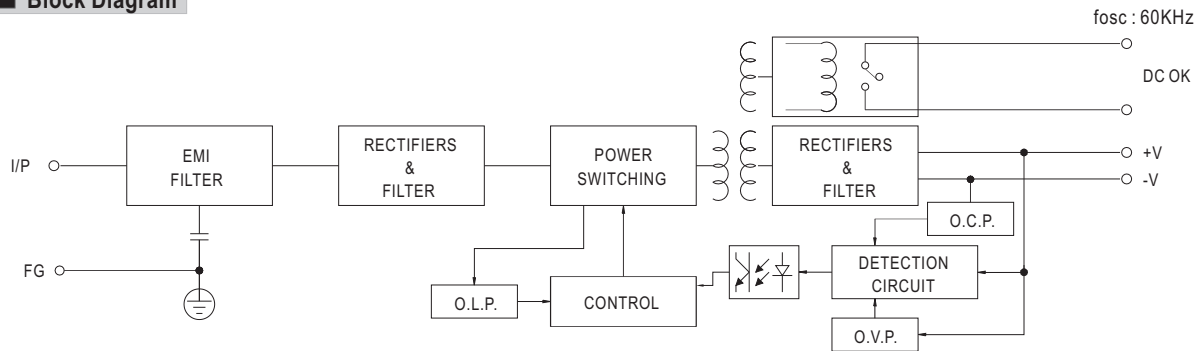 Block Diagram
fosc : 60KHz
DC OK
I/P
EMI
FILTER
RECTIFIERS
&
FILTER
POWER
SWITCHING
RECTIFIERS
&
FILTER
+V
-V
O.C.P.
FG
O.L.P.
CONTROL
DETECTION
CIRCUIT
O.V.P.